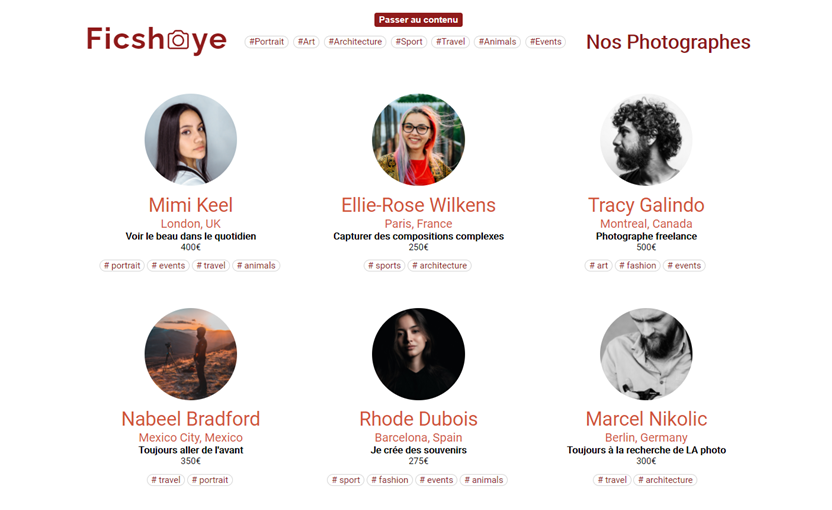 Passer au contenu
Ficsh ye
#Portrait #Art #Architecture #Sport #Travel #Animals #Events
Nos Photographes
Mimi Keel
London, UK
Voir le beau dans le quotidien
400€
# portrait # events # travel # animals
Ellie-Rose Wilkens
Paris, France
Capturer des compositions complexes
250€
# sports # architecture
Tracy Galindo
Montreal, Canada
Photographe freelance
500€
# art # fashion # events
Nabeel Bradford
Mexico City, Mexico
Toujours aller de l'avant
350€
# travel # portrait
Rhode Dubois
Barcelona, Spain
Je crée des souvenirs
275€
# sport # fashion # events # animals
Marcel Nikolic
Berlin, Germany
Toujours à la recherche de LA photo
300€
# travel # architecture